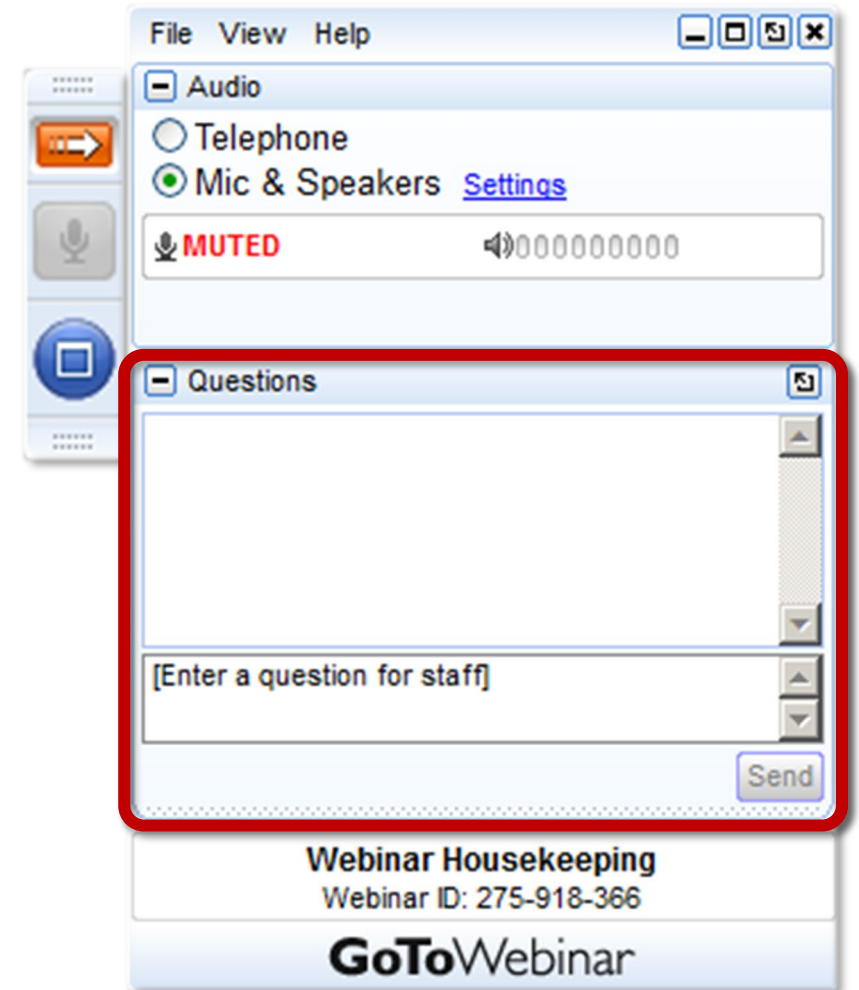 File View Help
Audio
Telephone
Mic & Speakers Settings
MUTED
Questions
[Enter a question for staff]
Send
Webinar Housekeeping
Webinar ID: 275-918-366
GoToWebinar